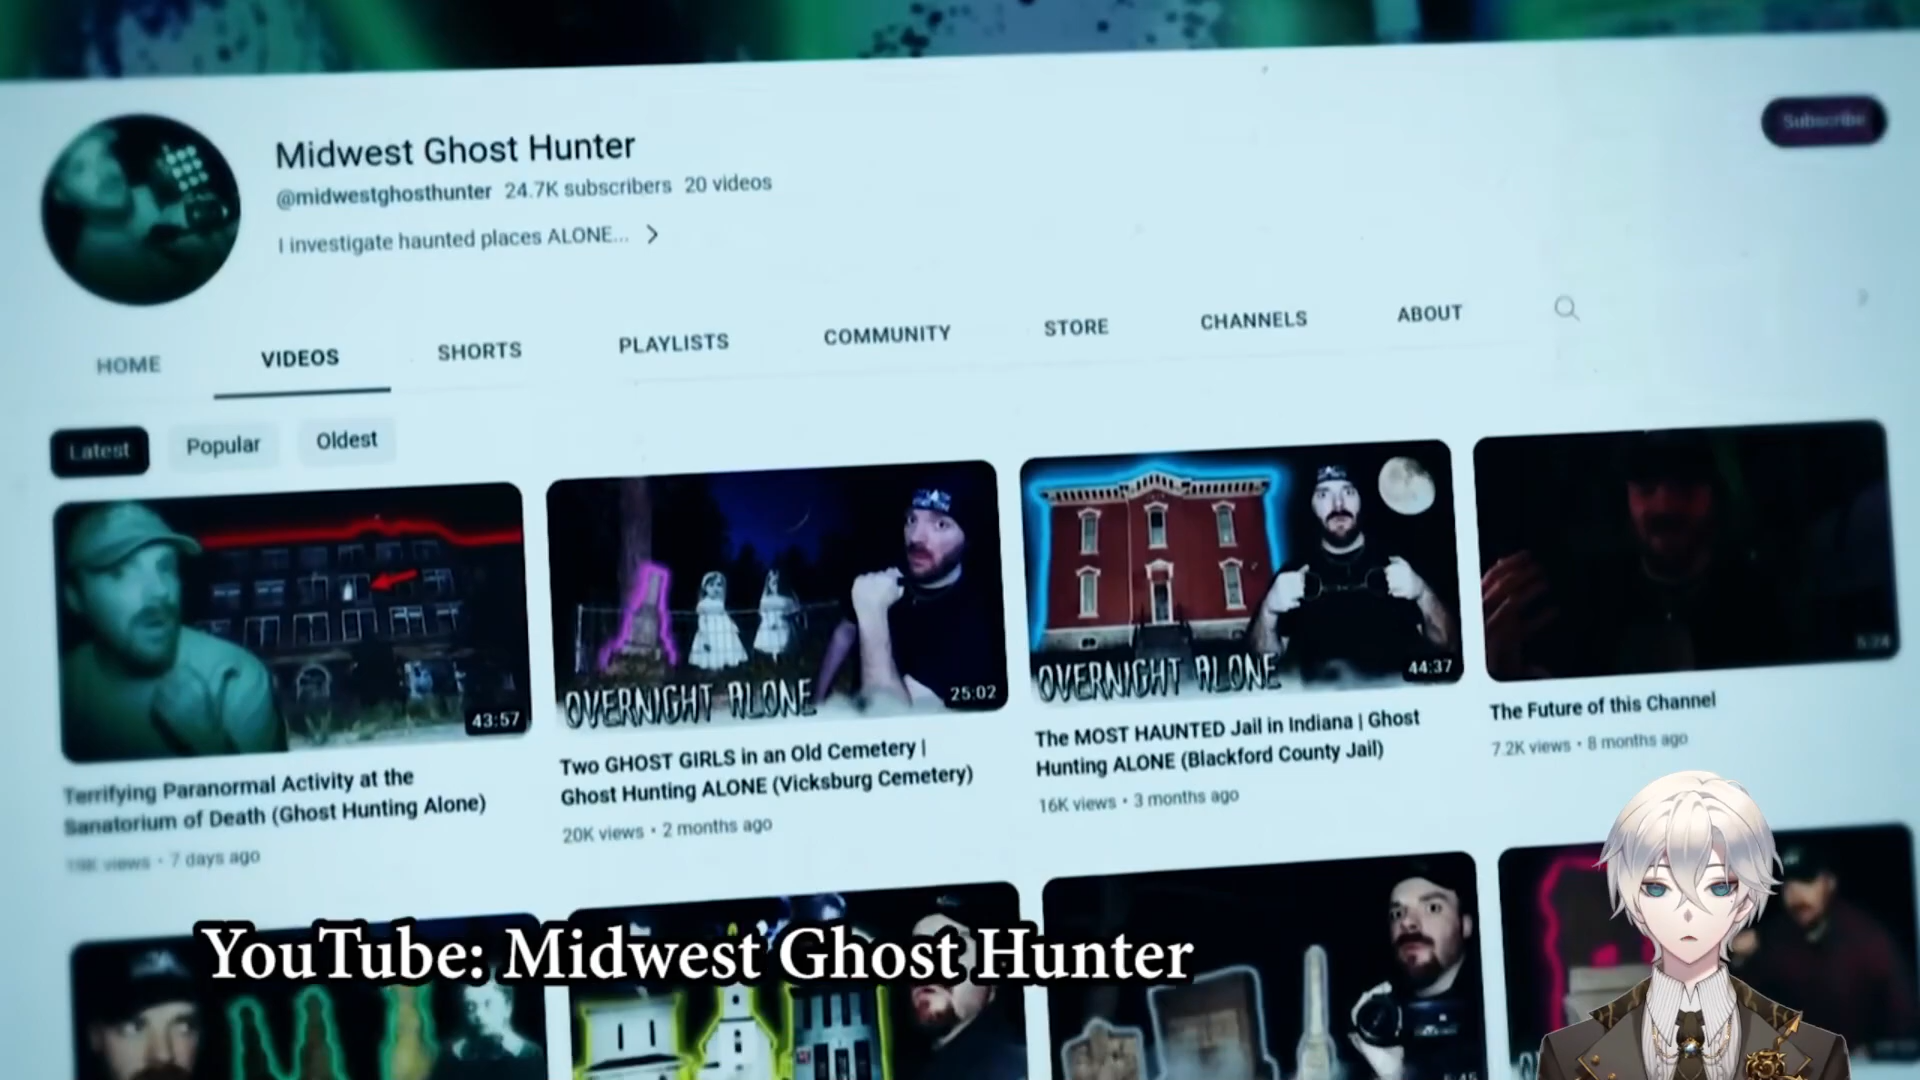 Midwest Ghost Hunter
Subscribe
@midwestghosthunter 24.7K subscribers 20 videos
I investigate haunted places ALONE...
HOME VIDEOS SHORTS PLAYLISTS COMMUNITY STORE CHANNELS ABOUT
Latest Popular Oldest
43:57
OVERNIGHT ALONE
25:02
OVERNIGHT ALONE
44:37
Terrifying Paranormal Activity at the
Sanatorium of Death (Ghost Hunting Alone)
views • 7 days ago
Two GHOST GIRLS in an Old Cemetery |
Ghost Hunting ALONE (Vicksburg Cemetery)
20K views • 2 months ago
The MOST HAUNTED Jail in Indiana | Ghost
Hunting ALONE (Blackford County Jail)
16K views • 3 months ago
The Future of this Channel
7.2K views • 8 months ago
YouTube: Midwest Ghost Hunter